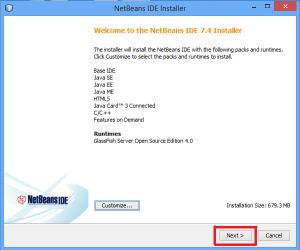 NetBeans IDE Installer
Welcome to the NetBeans IDE 7.4 Installer
The installer will install the NetBeans IDE with the following packs and runtimes.
Click Customize to select the packs and runtimes to install.
Base IDE
Java SE
Java EE
Java ME
HTML5
Java Card™ 3 Connected
C/C++
Features on Demand
Runtimes
GlassFish Server Open Source Edition 4.0
NetBeans IDE
Customize...
Installation Size: 679.3 MB
Next >
Cancel